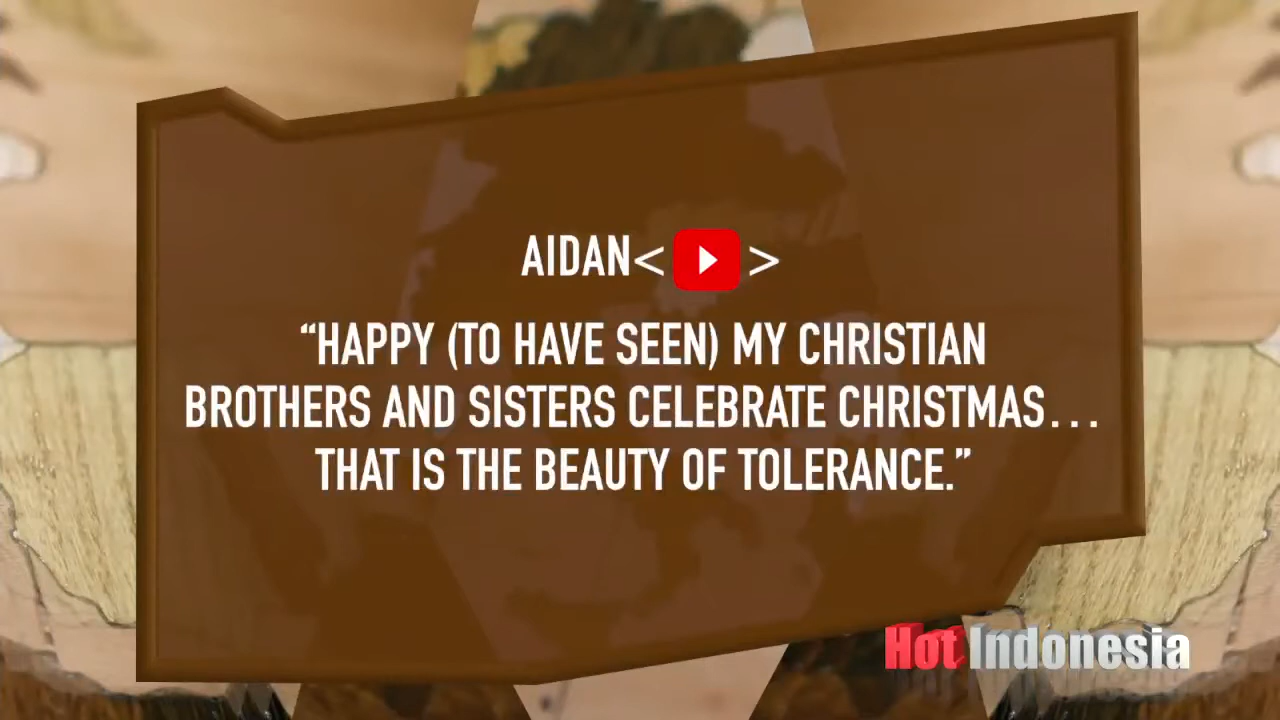 AIDAN< >
“HAPPY (TO HAVE SEEN) MY CHRISTIAN
BROTHERS AND SISTERS CELEBRATE CHRISTMAS...
THAT IS THE BEAUTY OF TOLERANCE.”
Hot Indonesia